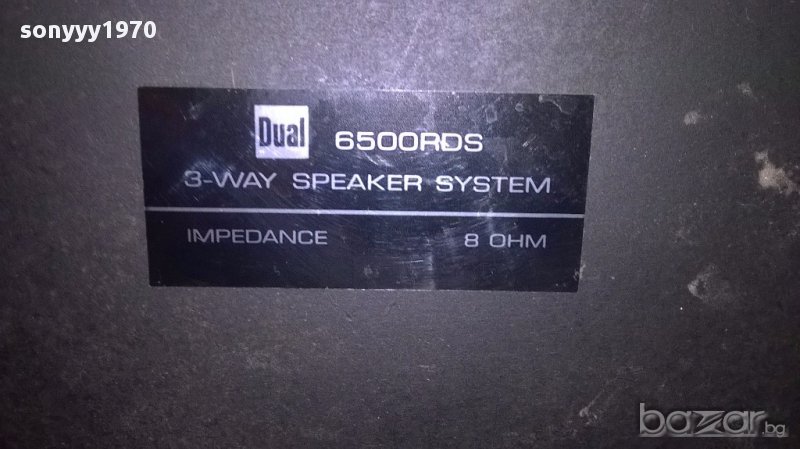 sonyyy1970
Dual 6500RDS
3-WAY SPEAKER SYSTEM
IMPEDANCE 8 OHM
bazar.bg